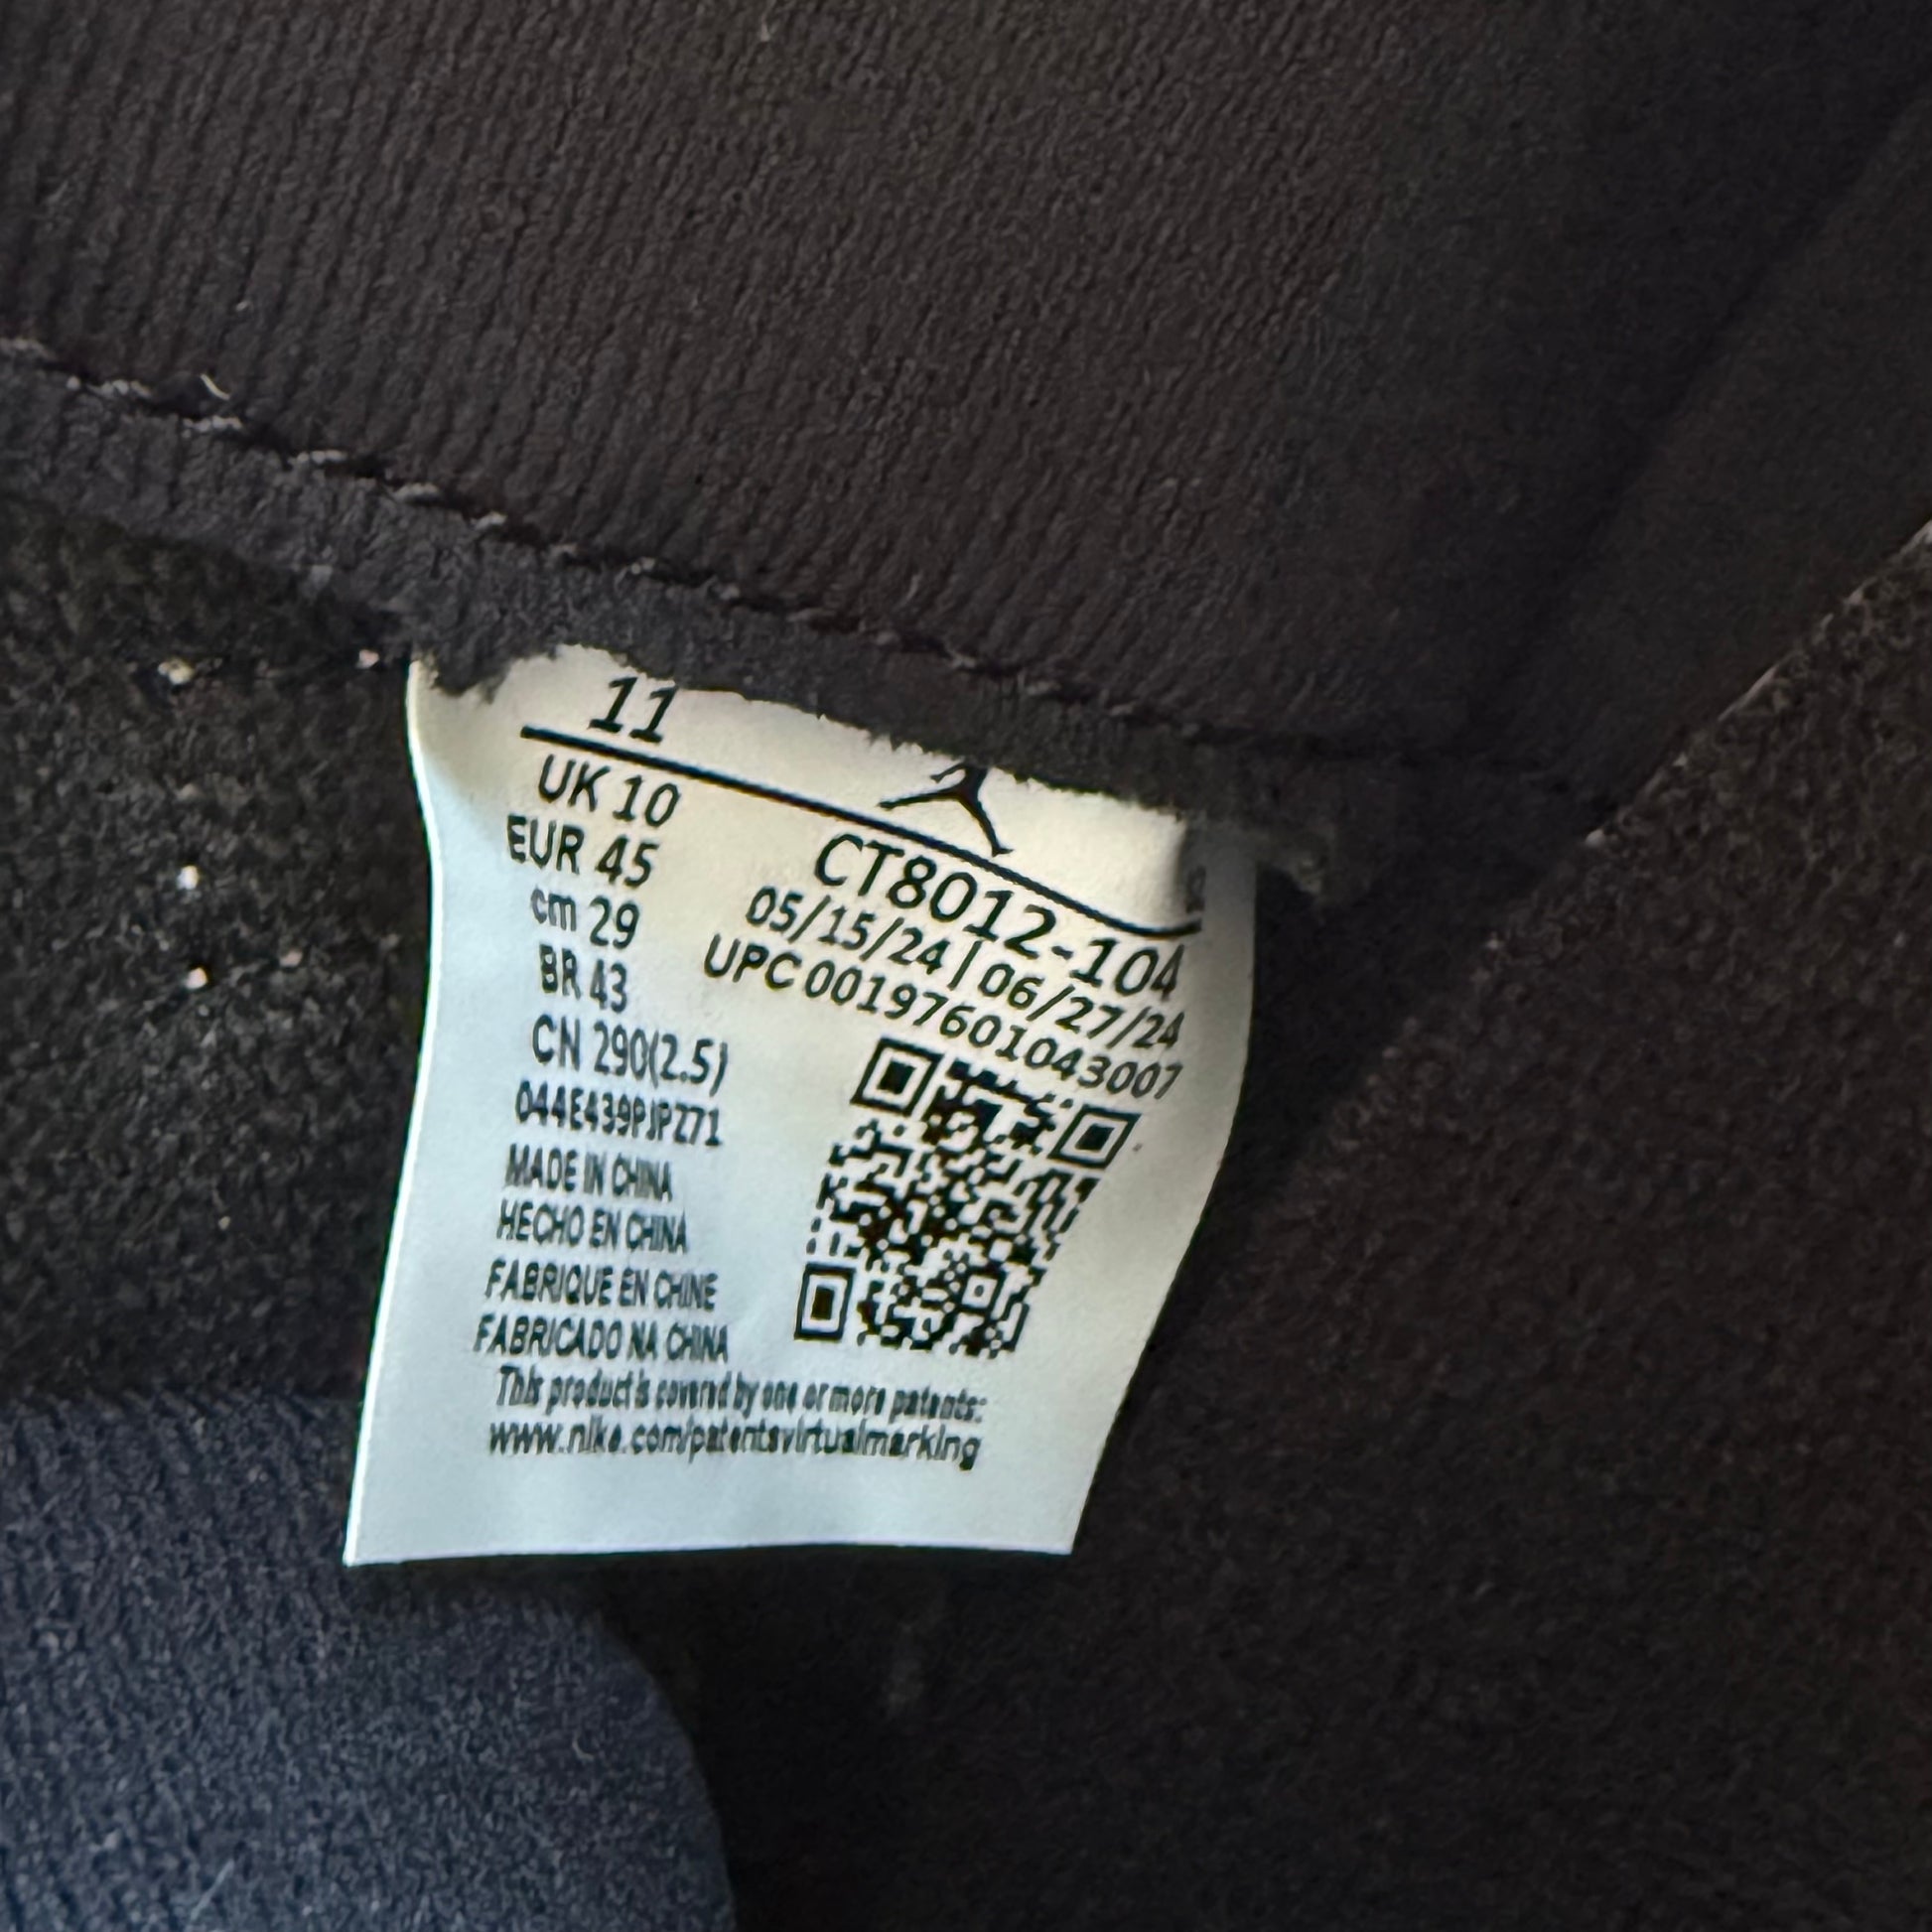 11
UK 10
EUR 45
cm 29
BR 43
CN 290(2.5)
044E439PJPZ71
MADE IN CHINA
HECHO EN CHINA
FABRIQUE EN CHINE
FABRICADO NA CHINA
CT8012-104
05/15/24 | 06/27/24
UPC 00197601043007
This product is covered by one or more patents:
www.nike.com/patentsvirtualmarking